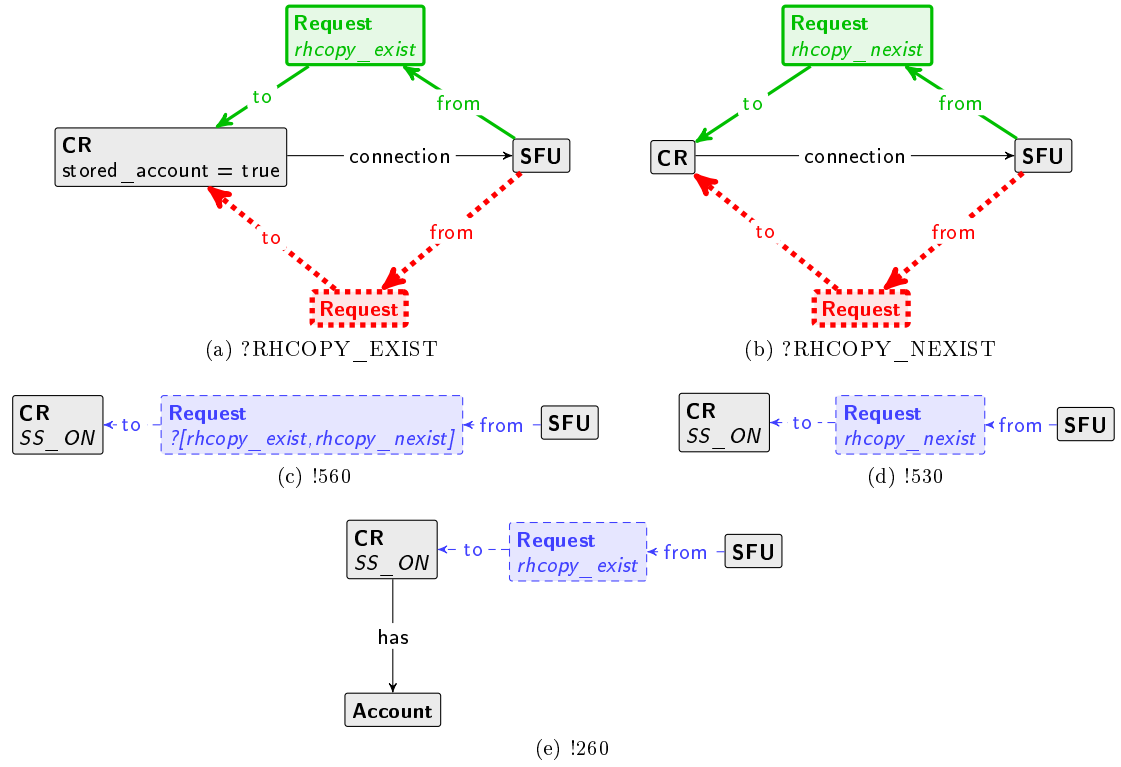 Request
rhcopy_exist
to
from
CR
stored_account = true
connection
SFU
to
from
Request
(a) ?RHCOPY_EXIST
Request
rhcopy_nexist
to
from
CR
connection
SFU
to
from
Request
(b) ?RHCOPY_NEXIST
CR
SS_ON
to
Request
?[rhcopy_exist,rhcopy_nexist]
from
SFU
(c) !560
CR
SS_ON
to
Request
rhcopy_nexist
from
SFU
(d) !530
CR
SS_ON
to
Request
rhcopy_exist
from
SFU
has
Account
(e) !260